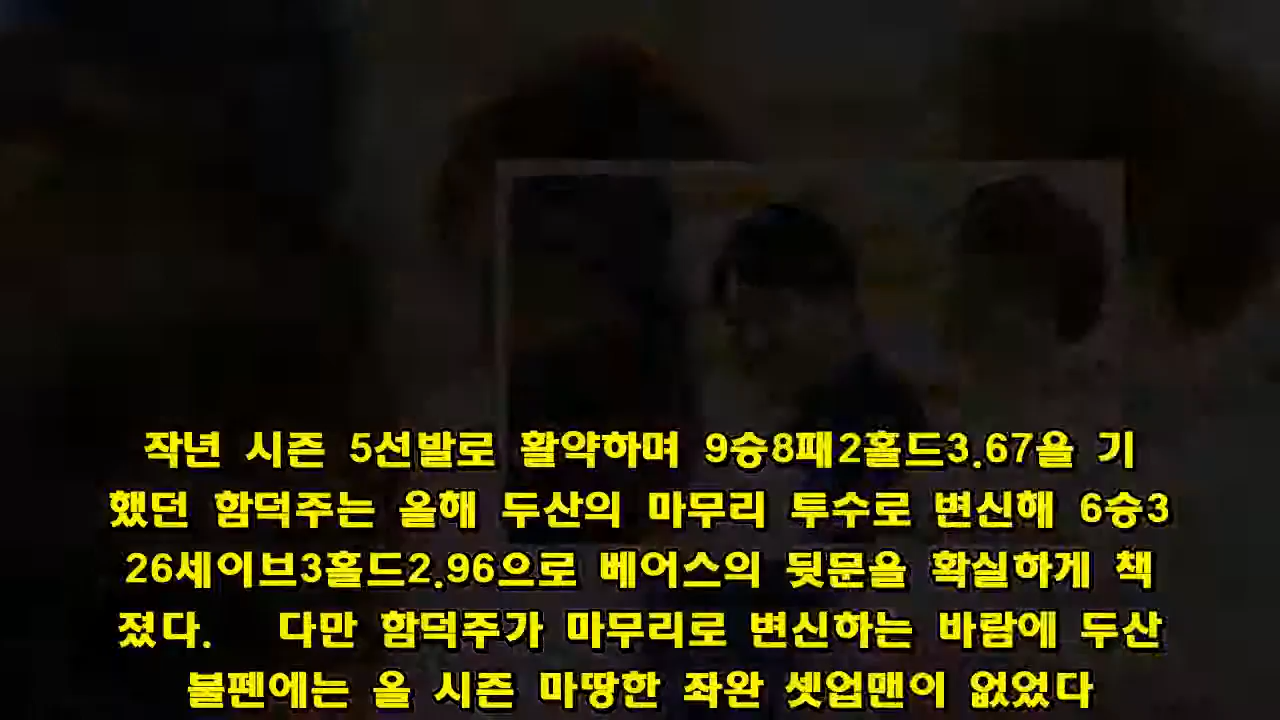 작년 시즌 5선발로 활약하며 9승8패2홀드3.67을 기
했던 함덕주는 올해 두산의 마무리 투수로 변신해 6승3
26세이브3홀드2.96으로 베어스의 뒷문을 확실하게 책
졌다. 다만 함덕주가 마무리로 변신하는 바람에 두산
불펜에는 올 시즌 마땅한 좌완 셋업맨이 없었다